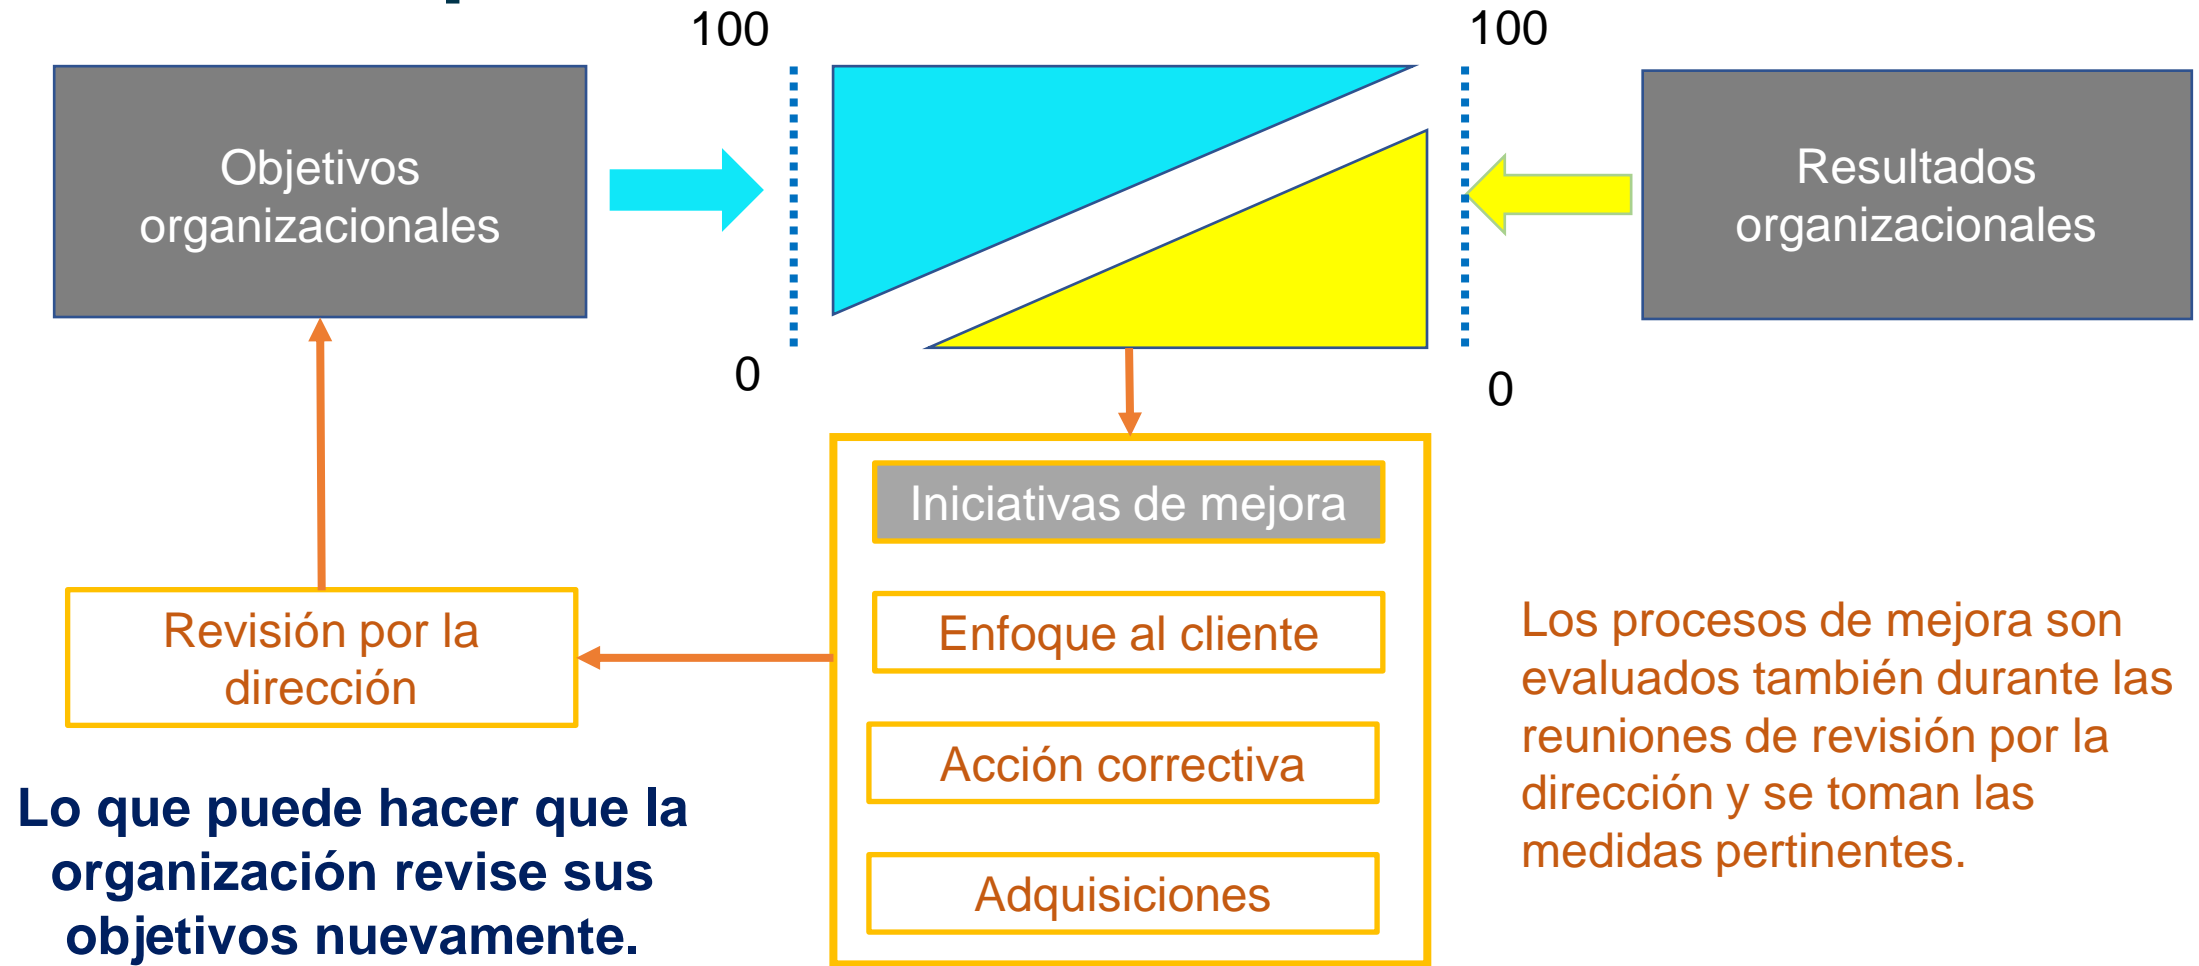 100
100
Objetivos
organizacionales
Resultados
organizacionales
0
0
Iniciativas de mejora
Enfoque al cliente
Acción correctiva
Adquisiciones
Revisión por la
dirección
Lo que puede hacer que la
organización revise sus
objetivos nuevamente.
Los procesos de mejora son
evaluados también durante las
reuniones de revisión por la
dirección y se toman las
medidas pertinentes.